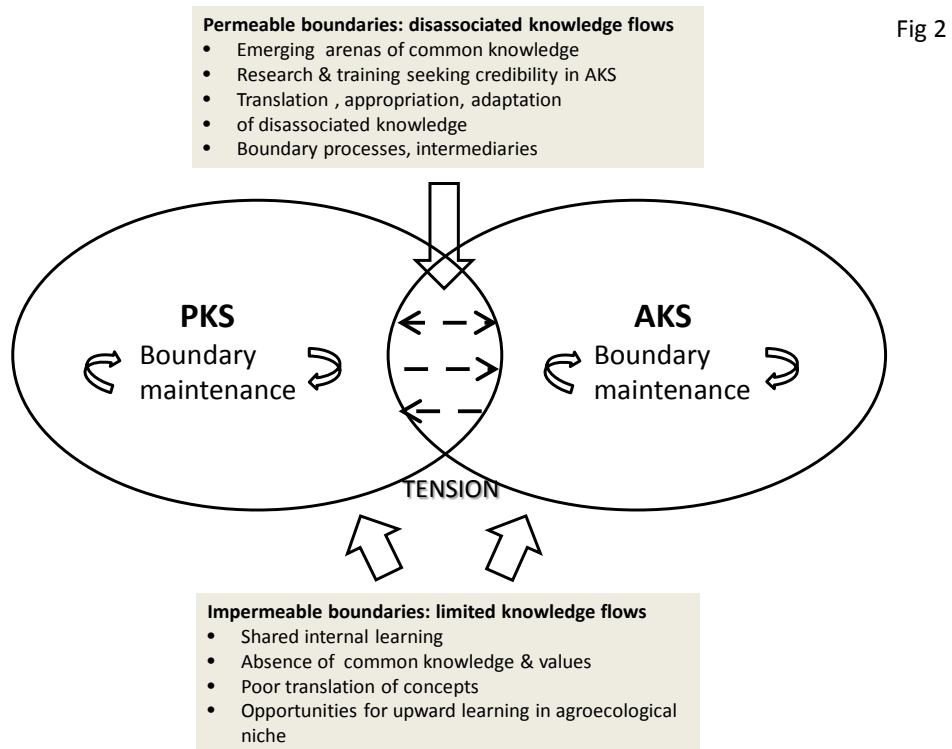 Fig 2
Permeable boundaries: disassociated knowledge flows
• Emerging arenas of common knowledge
• Research & training seeking credibility in AKS
• Translation , appropriation, adaptation
• of disassociated knowledge
• Boundary processes, intermediaries
PKS
Boundary
maintenance
AKS
Boundary
maintenance
TENSION
Impermeable boundaries: limited knowledge flows
• Shared internal learning
• Absence of common knowledge & values
• Poor translation of concepts
• Opportunities for upward learning in agroecological
niche